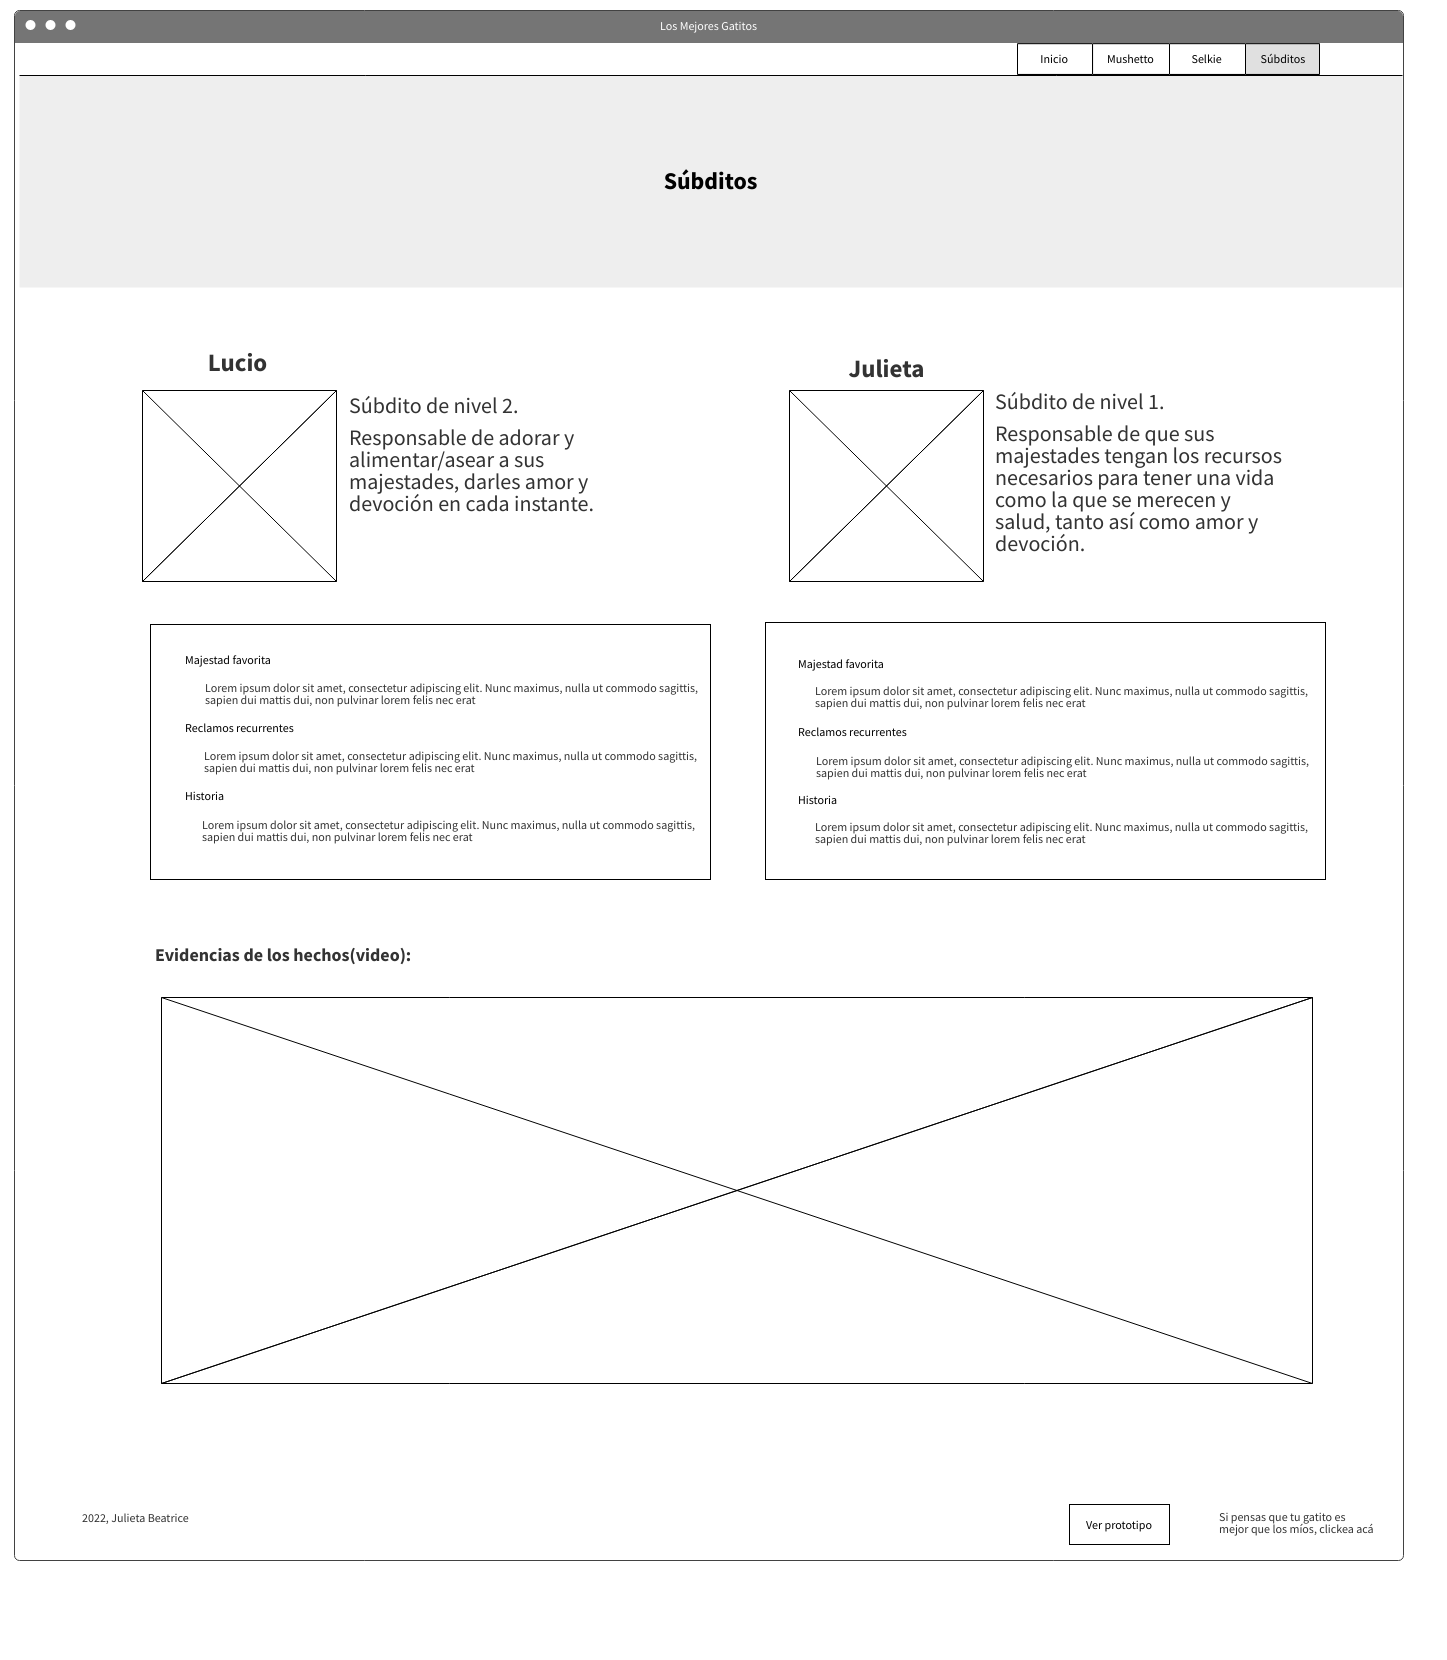 Los Mejores Gatitos
Inicio
Mushetto
Selkie
Súbditos
Súbditos
Lucio
Súbdito de nivel 2.
Responsable de adorar y
alimentar/asear a sus
majestades, darles amor y
devoción en cada instante.
Julieta
Súbdito de nivel 1.
Responsable de que sus
majestades tengan los recursos
necesarios para tener una vida
como la que se merecen y
salud, tanto así como amor y
devoción.
Majestad favorita
Lorem ipsum dolor sit amet, consectetur adipiscing elit. Nunc maximus, nulla ut commodo sagittis,
sapien dui mattis dui, non pulvinar lorem felis nec erat
Reclamos recurrentes
Lorem ipsum dolor sit amet, consectetur adipiscing elit. Nunc maximus, nulla ut commodo sagittis,
sapien dui mattis dui, non pulvinar lorem felis nec erat
Historia
Lorem ipsum dolor sit amet, consectetur adipiscing elit. Nunc maximus, nulla ut commodo sagittis,
sapien dui mattis dui, non pulvinar lorem felis nec erat
Majestad favorita
Lorem ipsum dolor sit amet, consectetur adipiscing elit. Nunc maximus, nulla ut commodo sagittis,
sapien dui mattis dui, non pulvinar lorem felis nec erat
Reclamos recurrentes
Lorem ipsum dolor sit amet, consectetur adipiscing elit. Nunc maximus, nulla ut commodo sagittis,
sapien dui mattis dui, non pulvinar lorem felis nec erat
Historia
Lorem ipsum dolor sit amet, consectetur adipiscing elit. Nunc maximus, nulla ut commodo sagittis,
sapien dui mattis dui, non pulvinar lorem felis nec erat
Evidencias de los hechos(video):
2022, Julieta Beatrice
Ver prototipo
Si pensas que tu gatito es
mejor que los míos, clickea acá